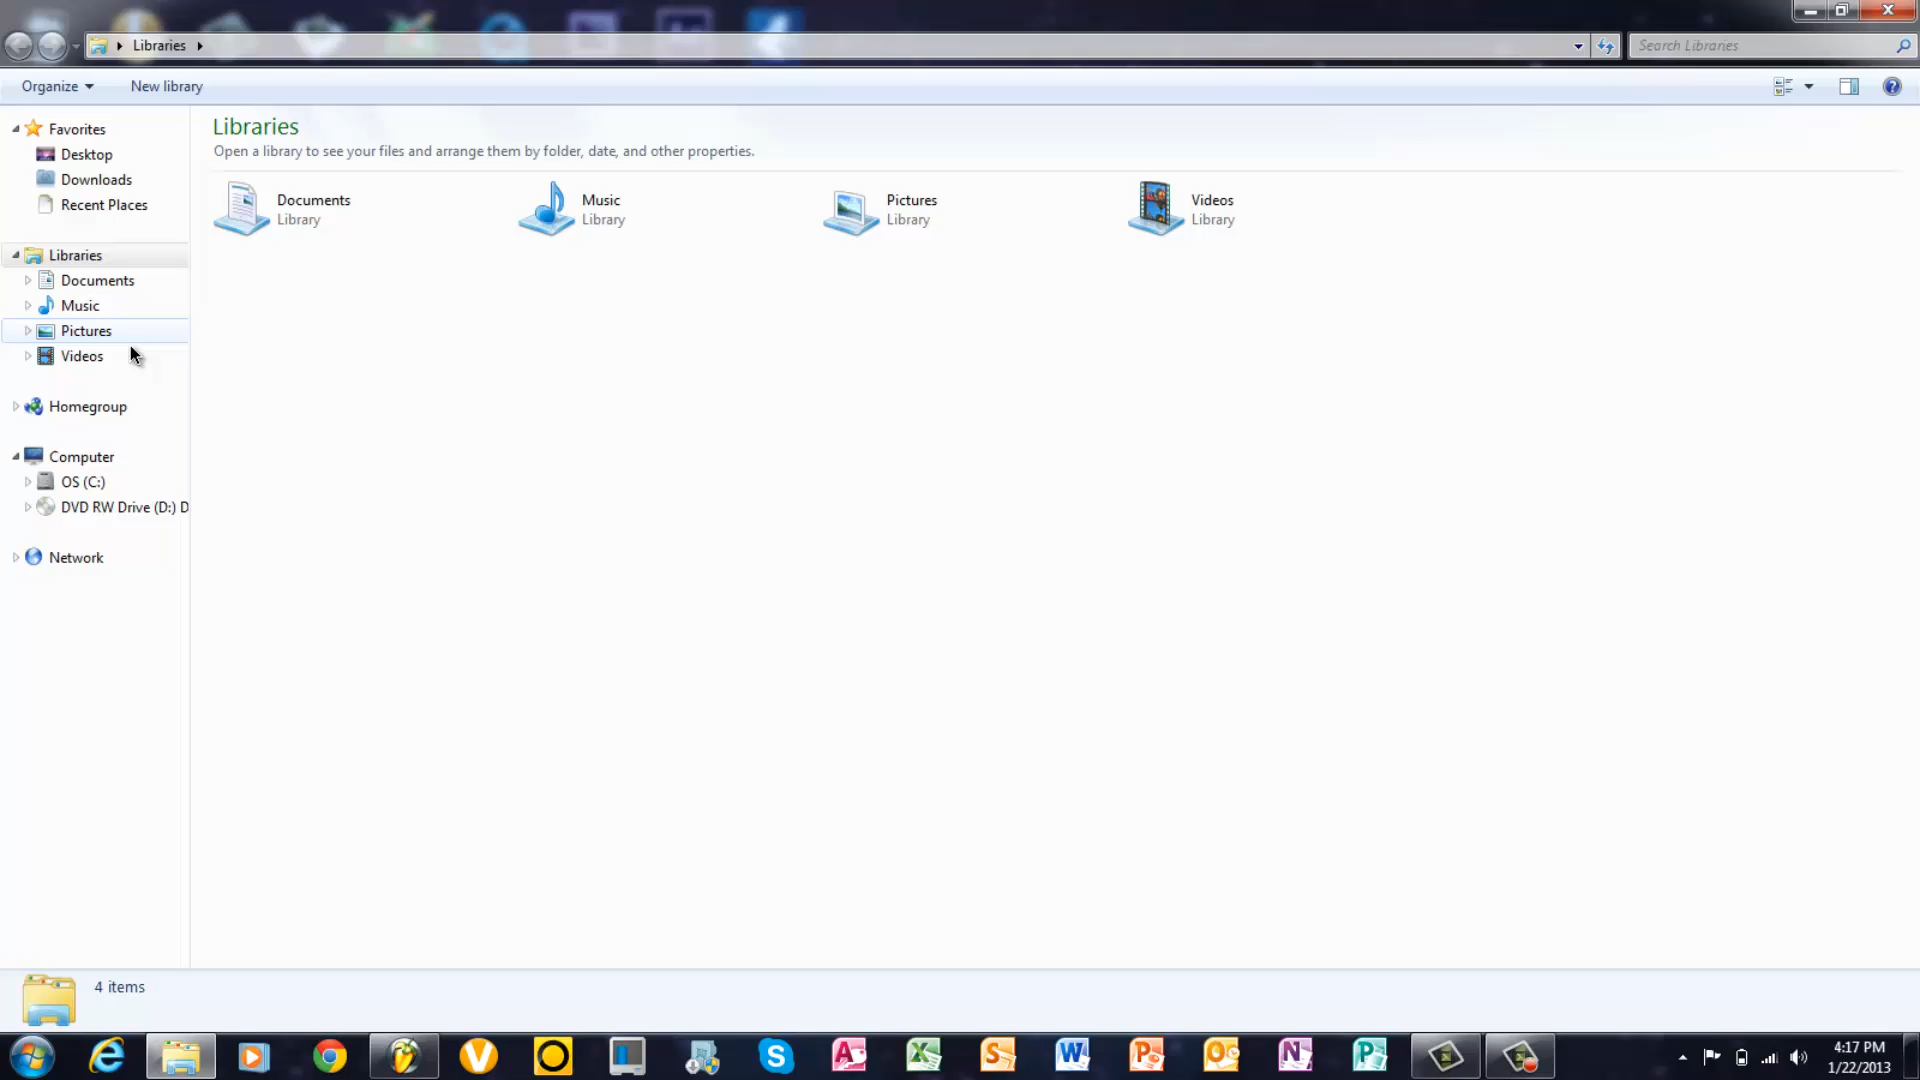 Libraries
Search Libraries
Organize
New library
Favorites
Desktop
Downloads
Recent Places
Libraries
Documents
Music
Pictures
Videos
Homegroup
Computer
OS (C:)
DVD RW Drive (D:) D
Network
Libraries
Open a library to see your files and arrange them by folder, date, and other properties.
Documents
Library
Music
Library
Pictures
Library
Videos
Library
4 items
4:17 PM
1/22/2013